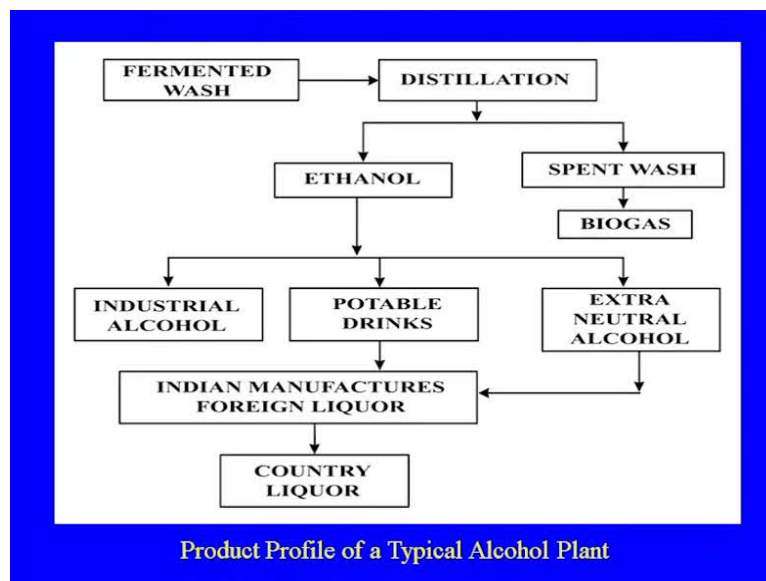 FERMENTED
WASH
DISTILLATION
ETHANOL
SPENT WASH
BIOGAS
INDUSTRIAL
ALCOHOL
POTABLE
DRINKS
EXTRA
NEUTRAL
ALCOHOL
INDIAN MANUFACTURES
FOREIGN LIQUOR
COUNTRY
LIQUOR
Product Profile of a Typical Alcohol Plant